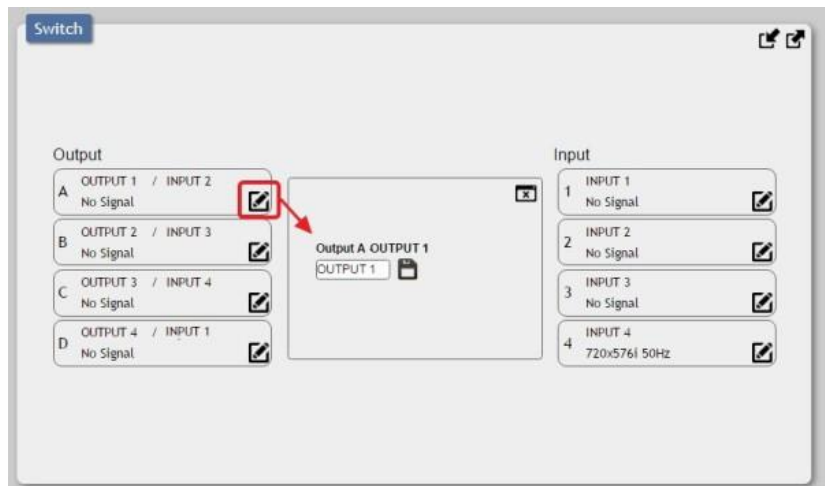 Switch
Output
A OUTPUT 1 / INPUT 2
No Signal
B OUTPUT 2 / INPUT 3
No Signal
C OUTPUT 3 / INPUT 4
No Signal
D OUTPUT 4 / INPUT 1
No Signal
Output A OUTPUT 1
OUTPUT 1
Input
1 INPUT 1
No Signal
2 INPUT 2
No Signal
3 INPUT 3
No Signal
4 INPUT 4
720x576i 50Hz